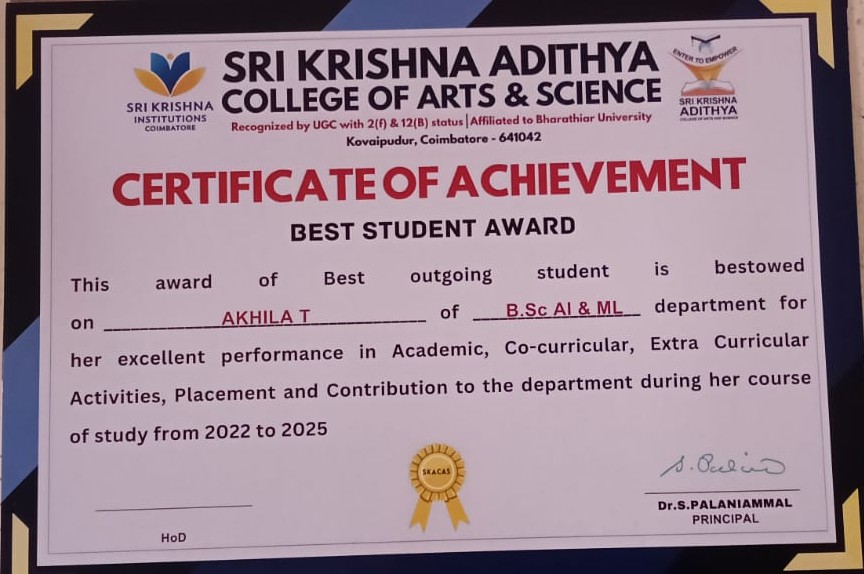 SRI KRISHNA
INSTITUTIONS
COIMBATORE
SRI KRISHNA ADITHYA
COLLEGE OF ARTS & SCIENCE
Recognized by UGC with 2(f) & 12(B) status | Affiliated to Bharathiar University
Kovaipudur, Coimbatore - 641042
ENTER TO EMPOWER
SRI KRISHNA
ADITHYA
COLLEGE OF ARTS AND SCIENCE
CERTIFICATE OF ACHIEVEMENT
BEST STUDENT AWARD
This award of Best outgoing student is bestowed
on AKHILA T of B.Sc AI & ML department for
her excellent performance in Academic, Co-curricular, Extra Curricular
Activities, Placement and Contribution to the department during her course
of study from 2022 to 2025
SKACAS
HoD
Dr.S.PALANIAMMAL
PRINCIPAL